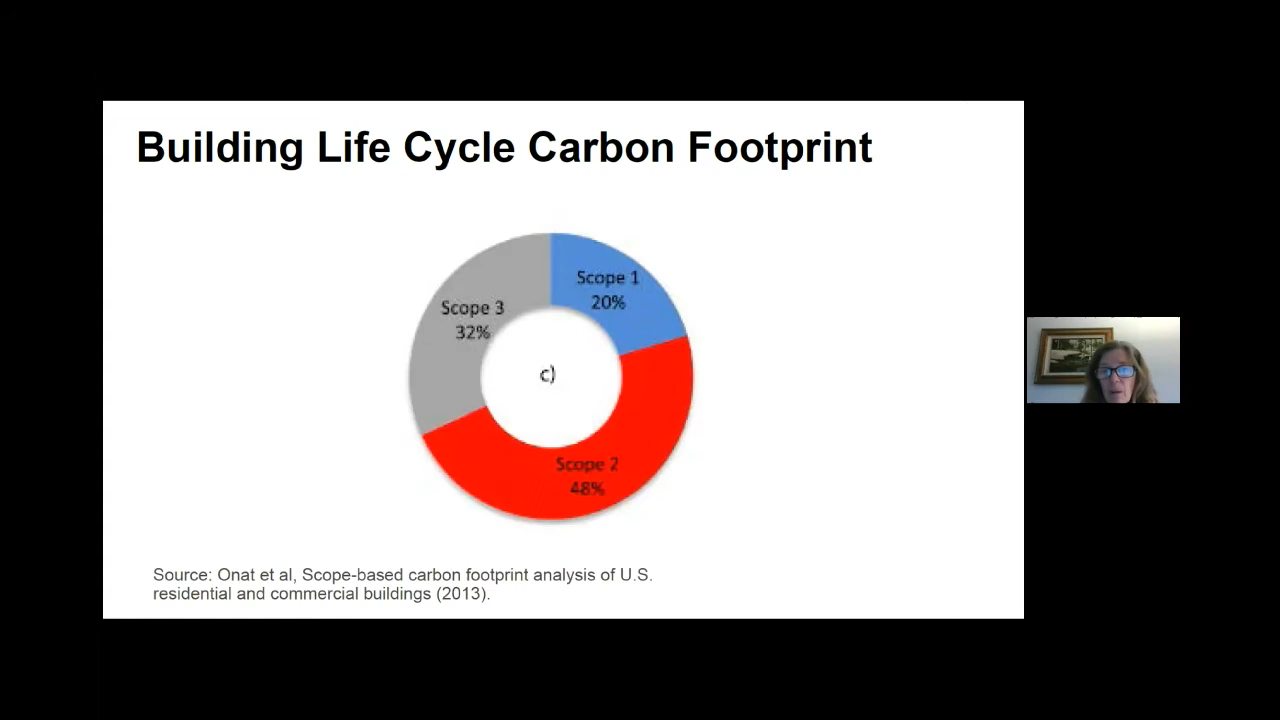 Building Life Cycle Carbon Footprint
Scope 1
20%
Scope 3
32%
c)
Scope 2
48%
Source: Onat et al, Scope-based carbon footprint analysis of U.S.
residential and commercial buildings (2013).